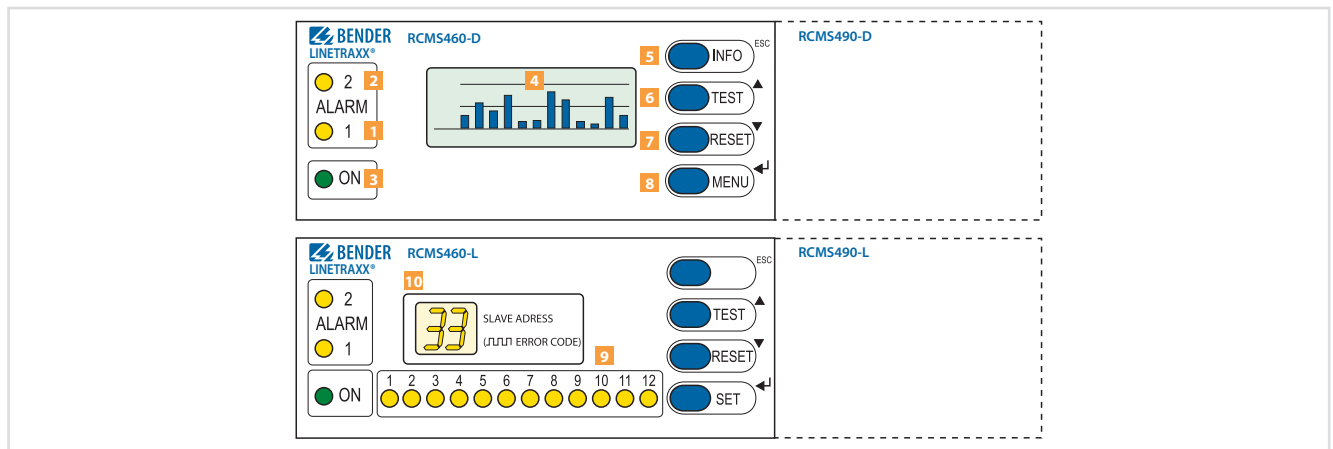 BENDER RCMS460-D
LINETRAXX®
RCMS490-D
2 2
ALARM
1 1
ON 3
4
5 INFO ESC
6 TEST ▲
7 RESET ▼
8 MENU ↵
BENDER RCMS460-L
LINETRAXX®
RCMS490-L
2
ALARM
1
ON
10
33 SLAVE ADRESS
(⎍⎍⎍ ERROR CODE)
9
1 2 3 4 5 6 7 8 9 10 11 12
ESC
TEST ▲
RESET ▼
SET ↵